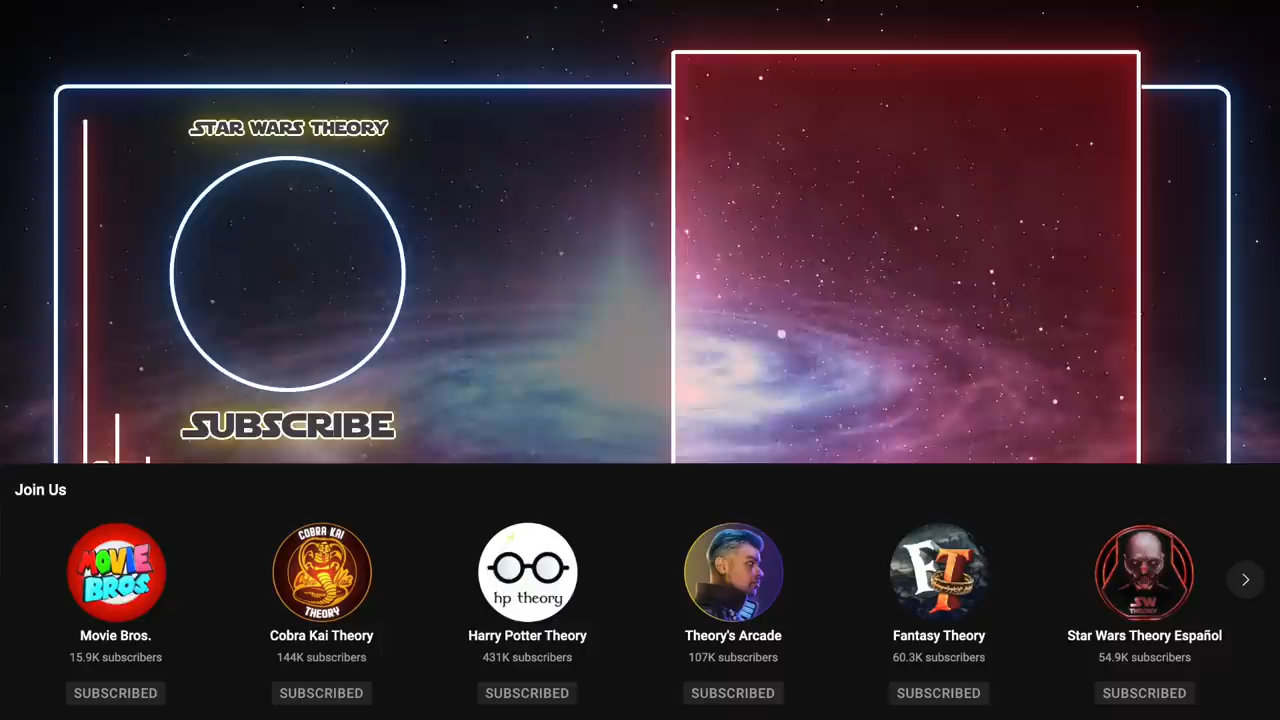 STAR WARS THEORY
SUBSCRIBE
Join Us
MOVIE
BROS.
COBRA KAI
THEORY
hp theory
FT
SW
THEORY
Movie Bros.
Cobra Kai Theory
Harry Potter Theory
Theory's Arcade
Fantasy Theory
Star Wars Theory Español
15.9K subscribers
144K subscribers
431K subscribers
107K subscribers
60.3K subscribers
54.9K subscribers
SUBSCRIBED
SUBSCRIBED
SUBSCRIBED
SUBSCRIBED
SUBSCRIBED
SUBSCRIBED